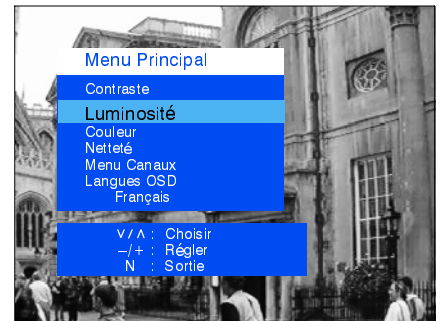 Menu Principal
Contraste
Luminosité
Couleur
Netteté
Menu Canaux
Langues OSD
Français
∨/∧ : Choisir
–/+ : Régler
N : Sortie